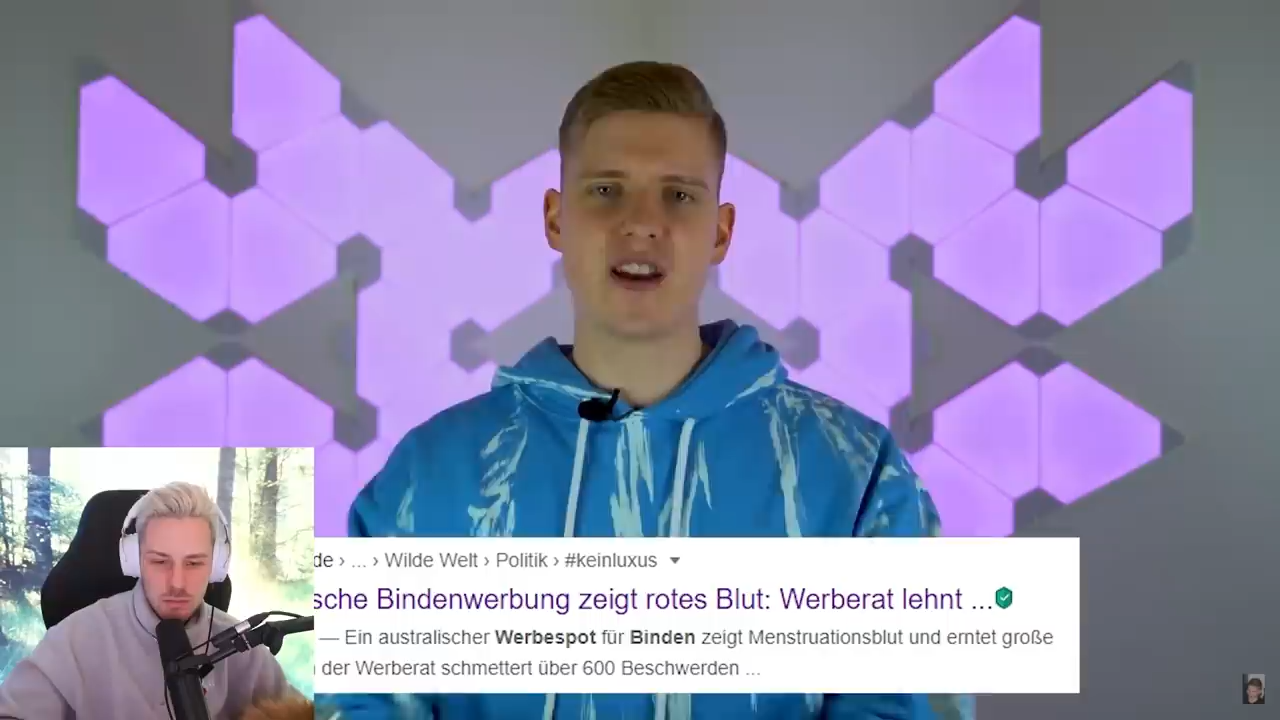 de › ... › Wilde Welt › Politik › #keinluxus
sche Bindenwerbung zeigt rotes Blut: Werberat lehnt ...
— Ein australischer Werbespot für Binden zeigt Menstruationsblut und erntet große
der Werberat schmettert über 600 Beschwerden ...